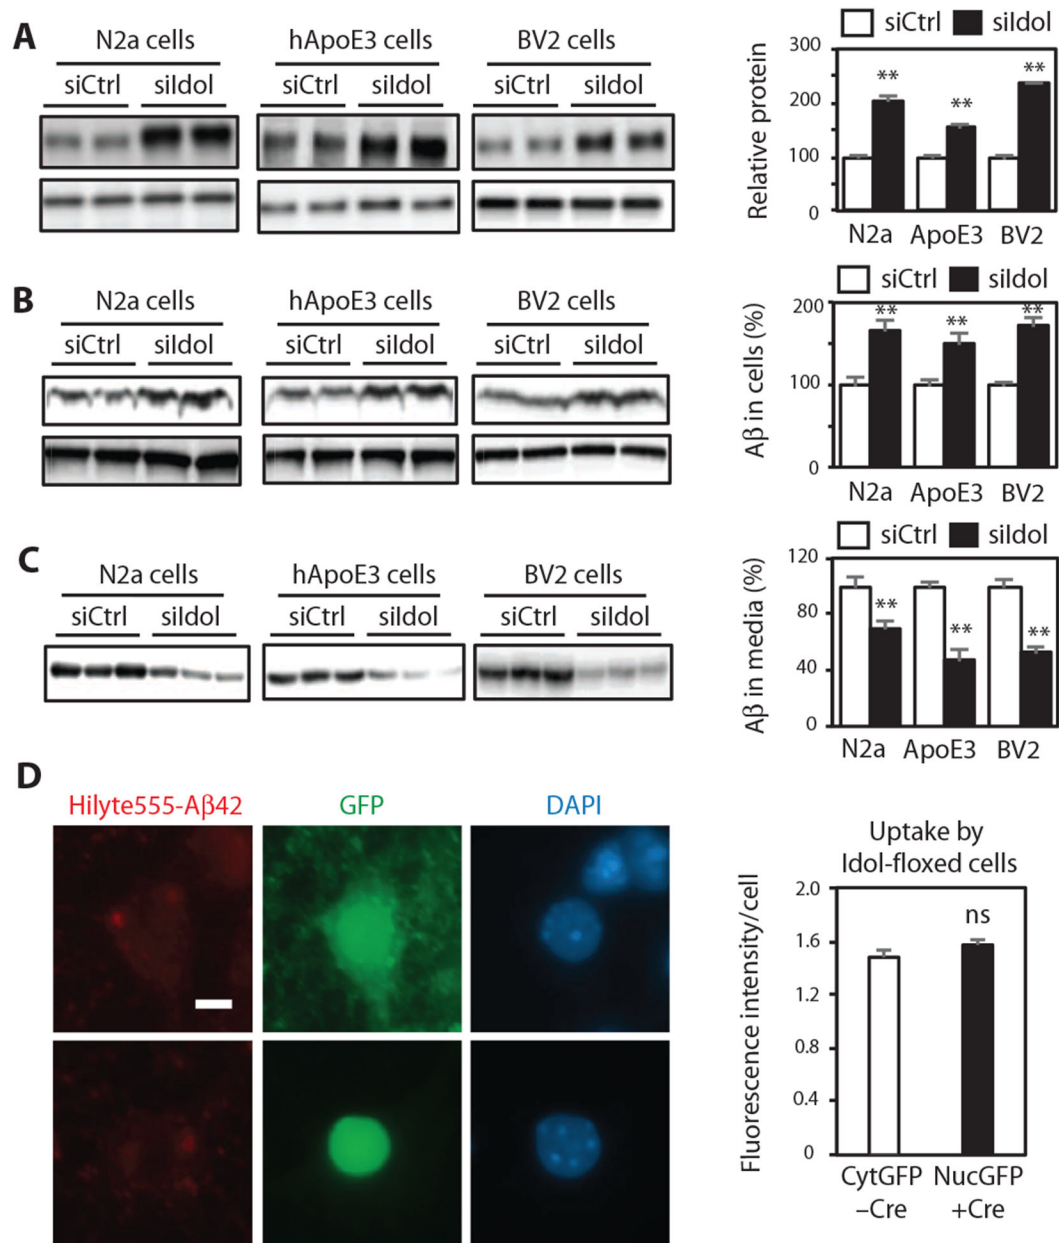 A
N2a cells
hApoE3 cells
BV2 cells
siCtrl
siIdol
siCtrl
siIdol
siCtrl
siIdol
siCtrl
siIdol
Relative protein
300
200
100
0
**
**
**
N2a
ApoE3
BV2
B
N2a cells
hApoE3 cells
BV2 cells
siCtrl
siIdol
siCtrl
siIdol
siCtrl
siIdol
siCtrl
siIdol
Aβ in cells (%)
200
100
0
**
**
**
N2a
ApoE3
BV2
C
N2a cells
hApoE3 cells
BV2 cells
siCtrl
siIdol
siCtrl
siIdol
siCtrl
siIdol
siCtrl
siIdol
Aβ in media (%)
120
80
40
0
**
**
**
N2a
ApoE3
BV2
D
Hilyte555-Aβ42
GFP
DAPI
Uptake by
Idol-floxed cells
Fluorescence intensity/cell
2.0
1.6
1.2
0.8
0.4
0
ns
CytGFP
–Cre
NucGFP
+Cre